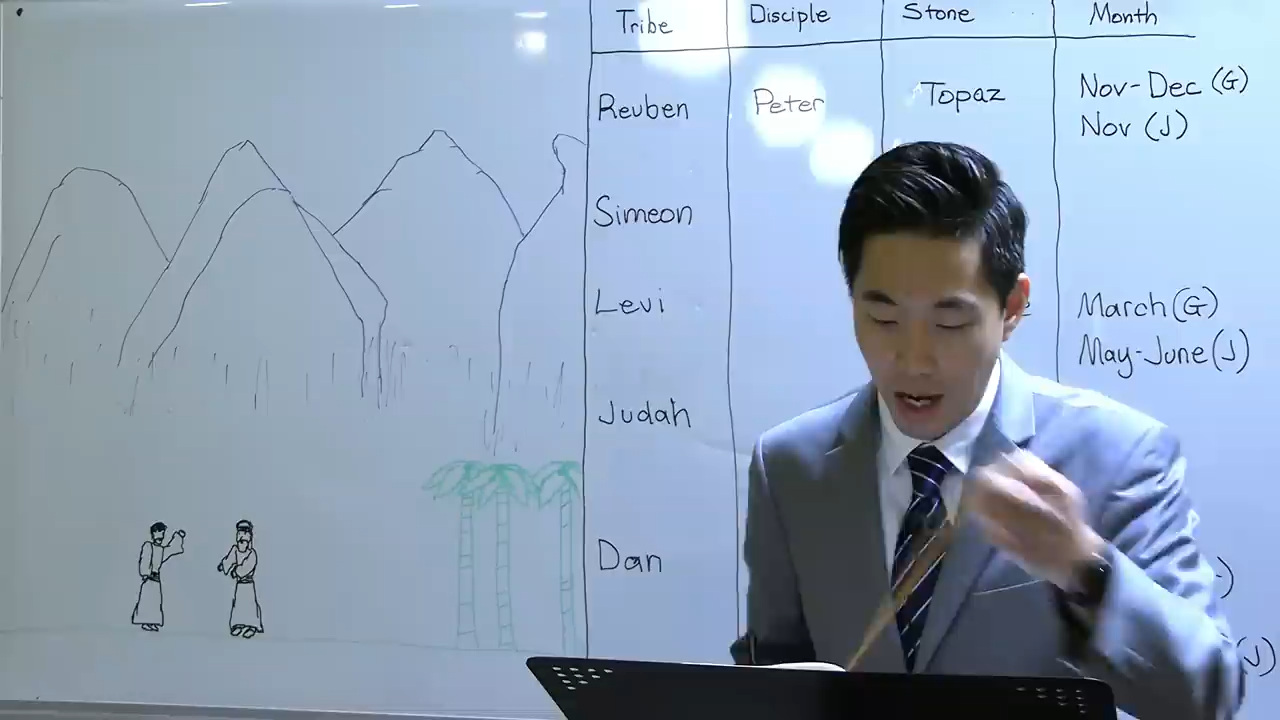 Tribe Disciple Stone Month
Reuben Peter Topaz Nov-Dec (G)
Nov (J)
Simeon
Levi March (G)
May-June (J)
Judah
Dan
(J)